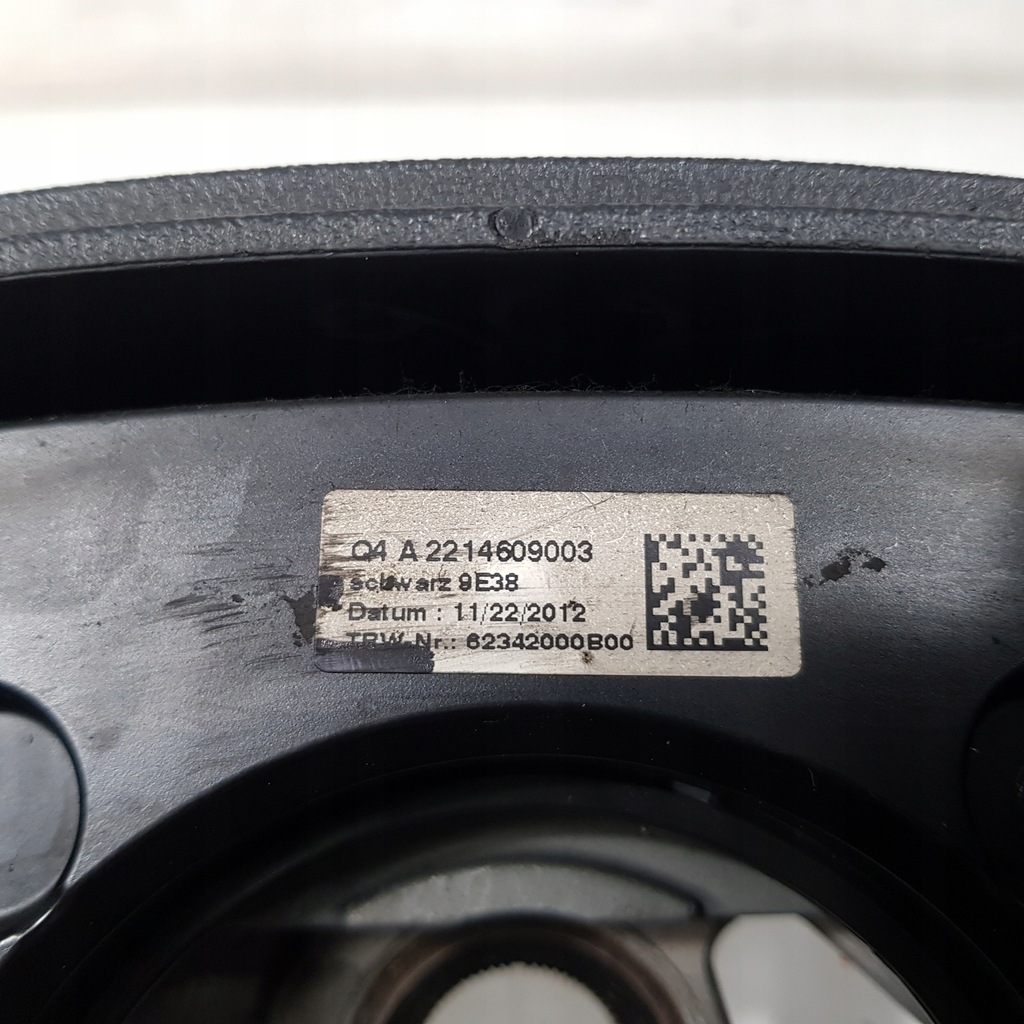 Q4 A 2214609003
schwarz 9E38
Datum : 11/22/2012
TRW-Nr.: 62342000B00